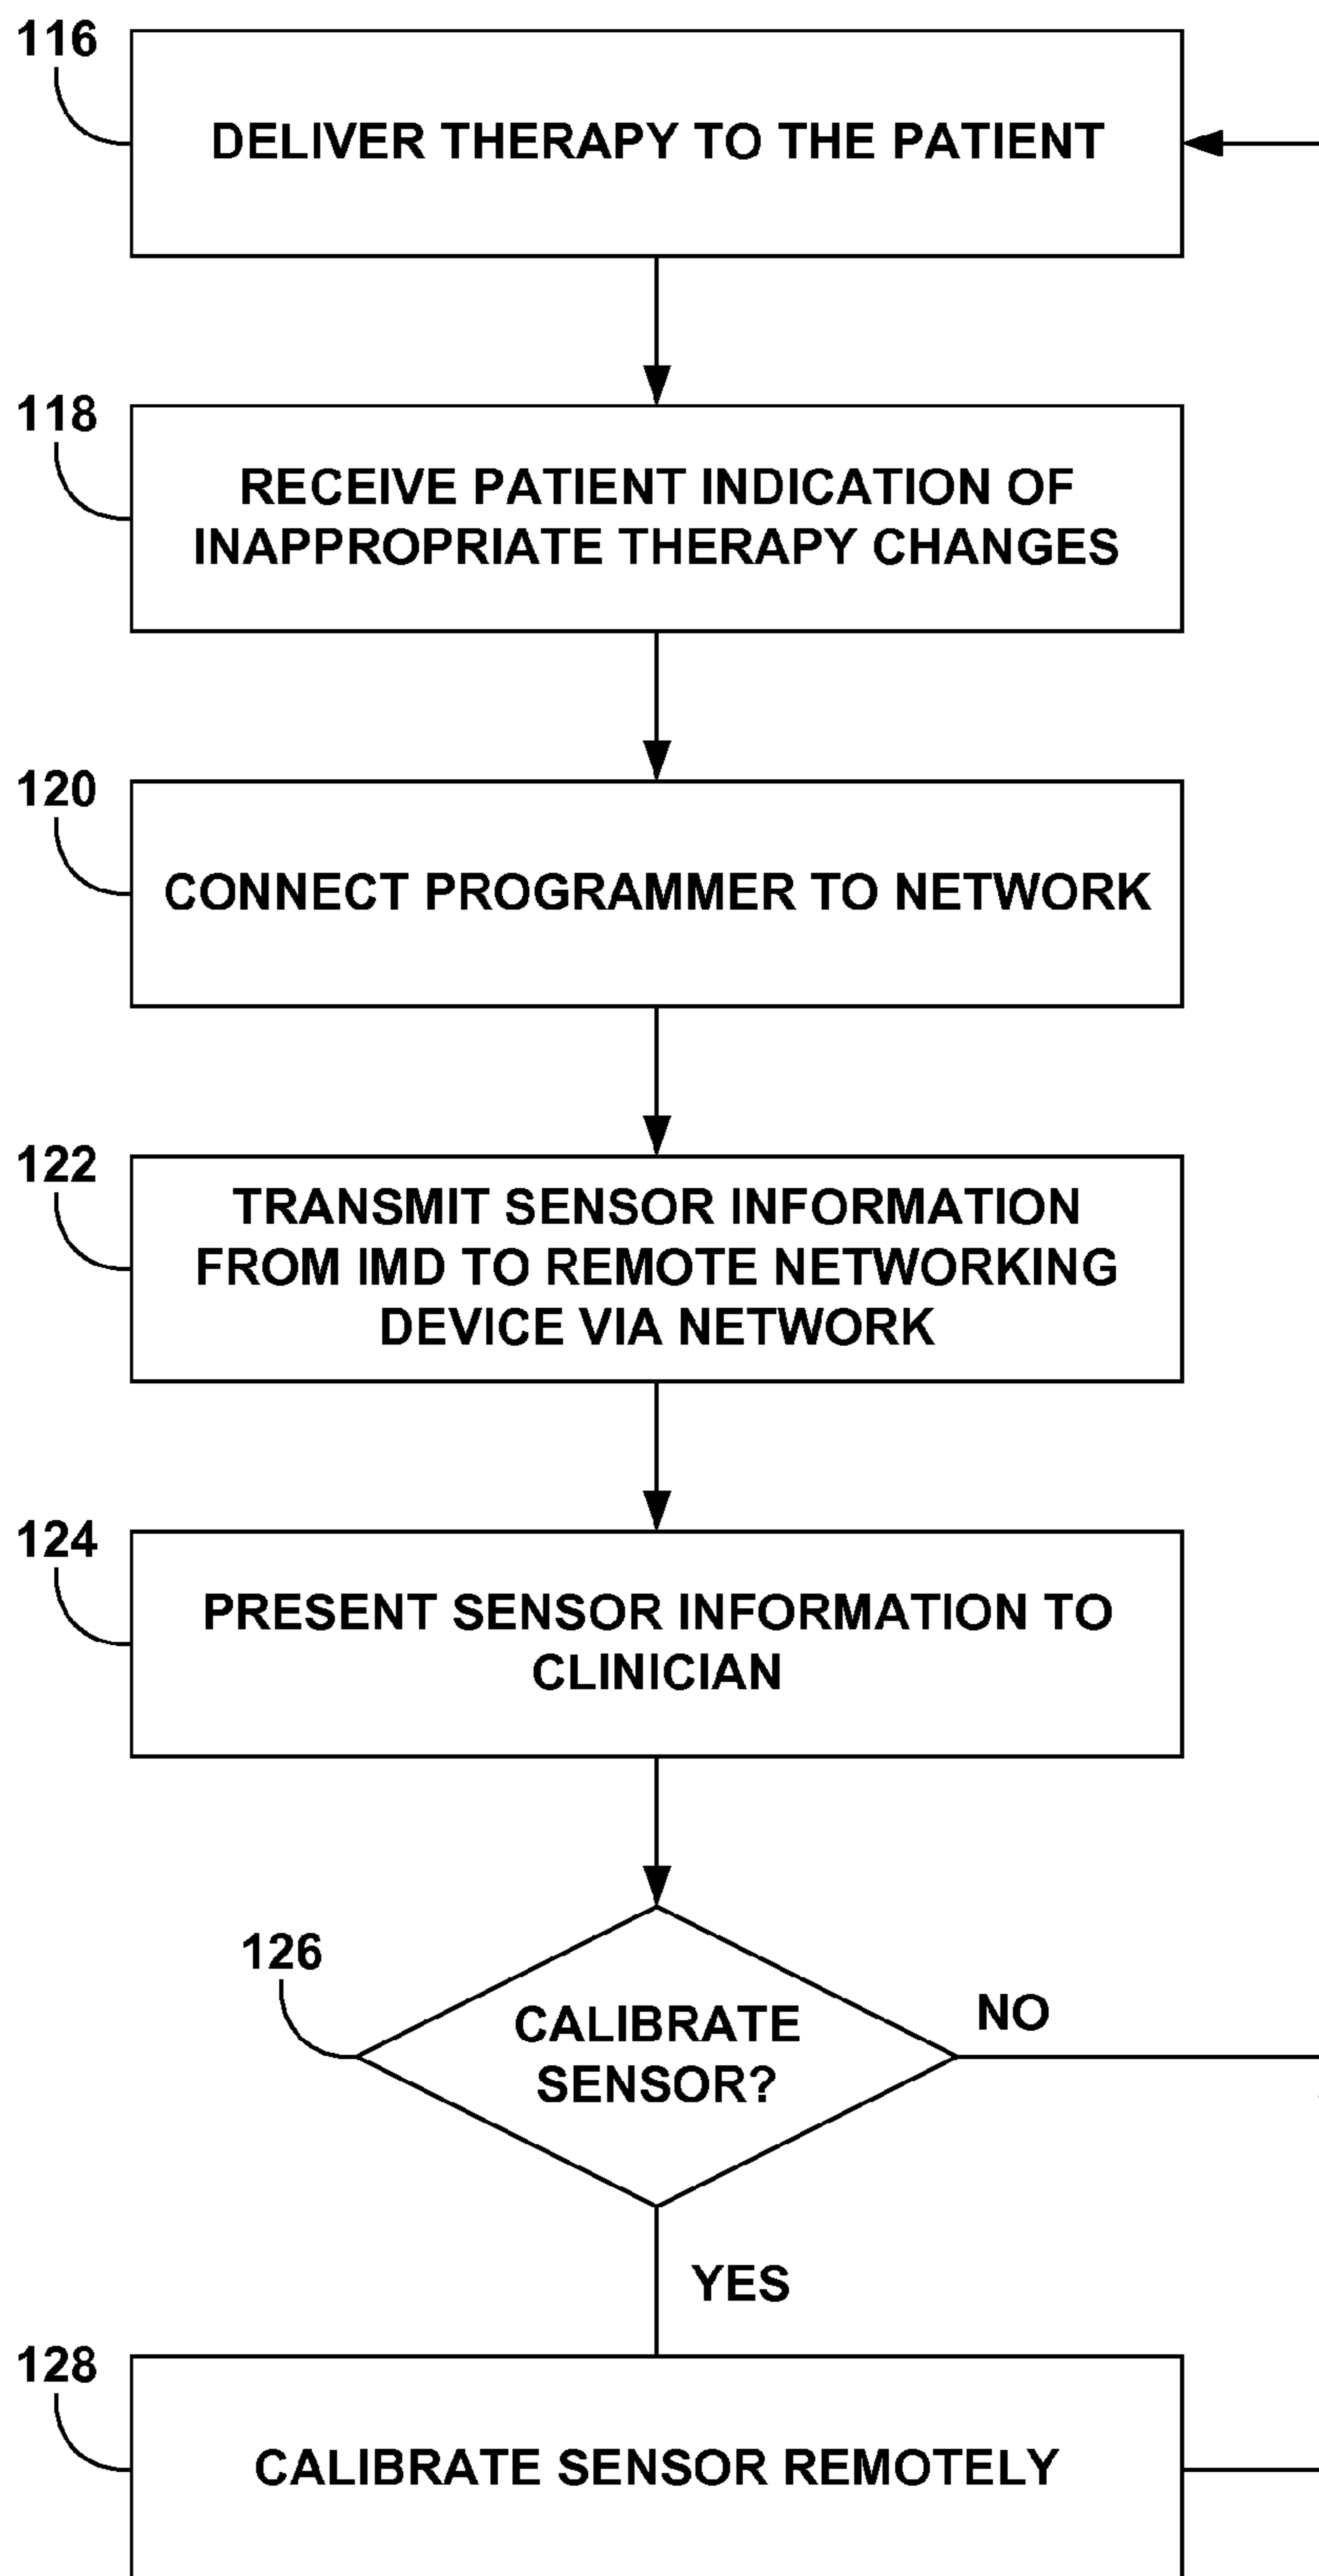 116
DELIVER THERAPY TO THE PATIENT
118
RECEIVE PATIENT INDICATION OF
INAPPROPRIATE THERAPY CHANGES
120
CONNECT PROGRAMMER TO NETWORK
122
TRANSMIT SENSOR INFORMATION
FROM IMD TO REMOTE NETWORKING
DEVICE VIA NETWORK
124
PRESENT SENSOR INFORMATION TO
CLINICIAN
126
CALIBRATE
SENSOR?
NO
YES
128
CALIBRATE SENSOR REMOTELY